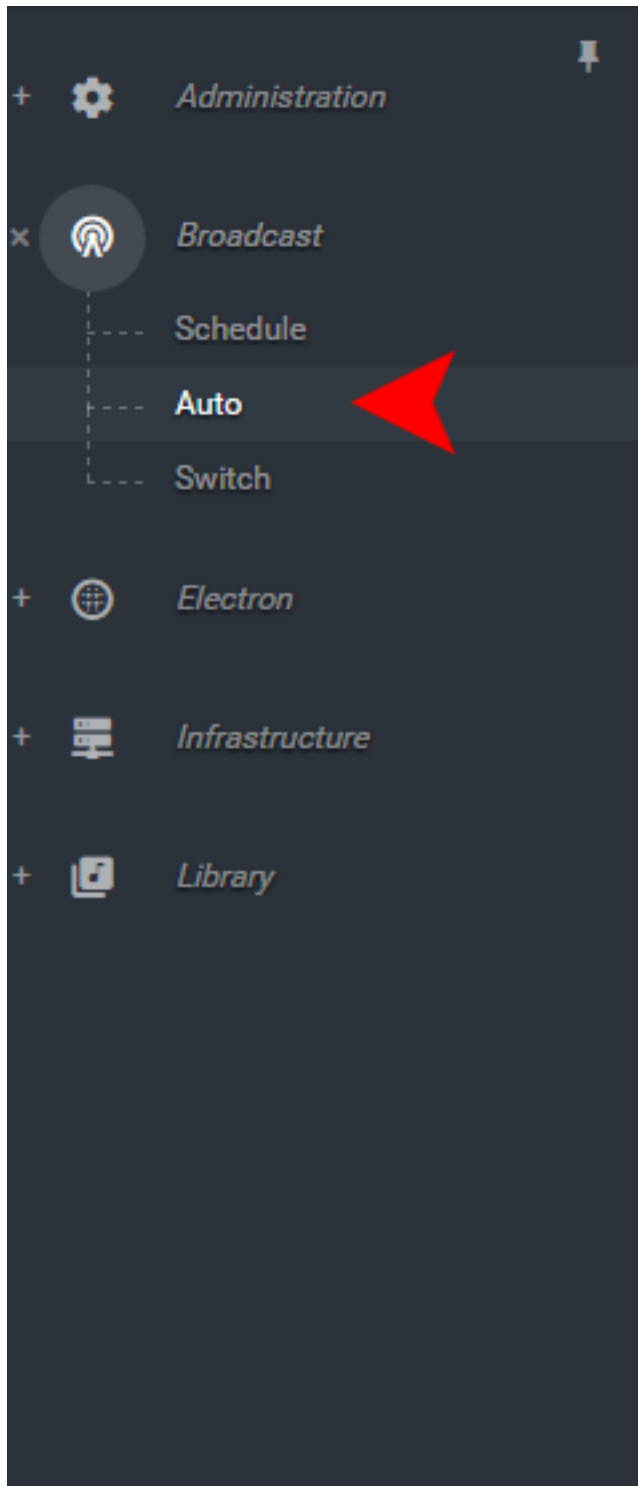 + Administration
× Broadcast
Schedule
Auto
Switch
+ Electron
+ Infrastructure
+ Library